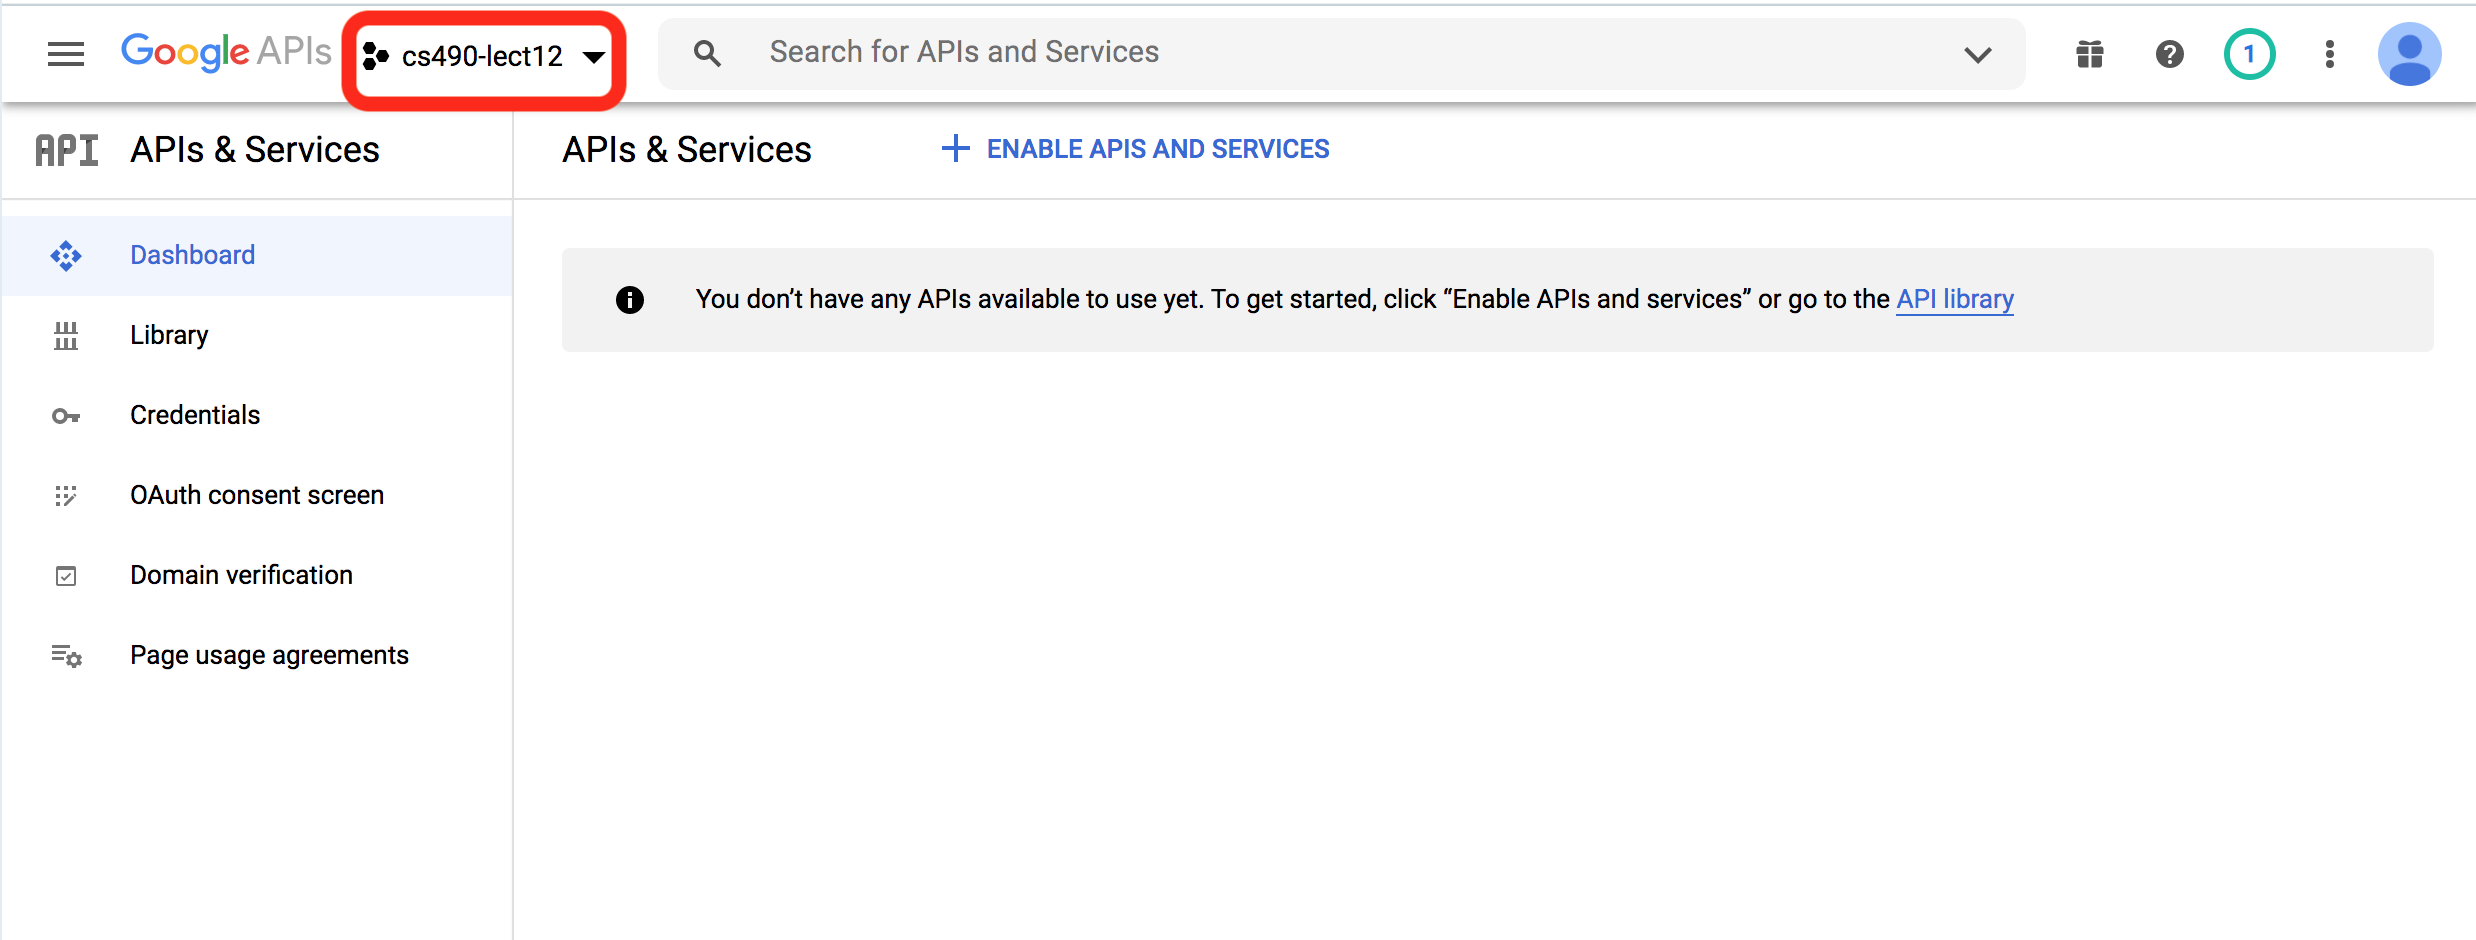 Google APIs
cs490-lect12
Search for APIs and Services
1
API
APIs & Services
APIs & Services
ENABLE APIS AND SERVICES
Dashboard
You don’t have any APIs available to use yet. To get started, click “Enable APIs and services” or go to the API library
Library
Credentials
OAuth consent screen
Domain verification
Page usage agreements